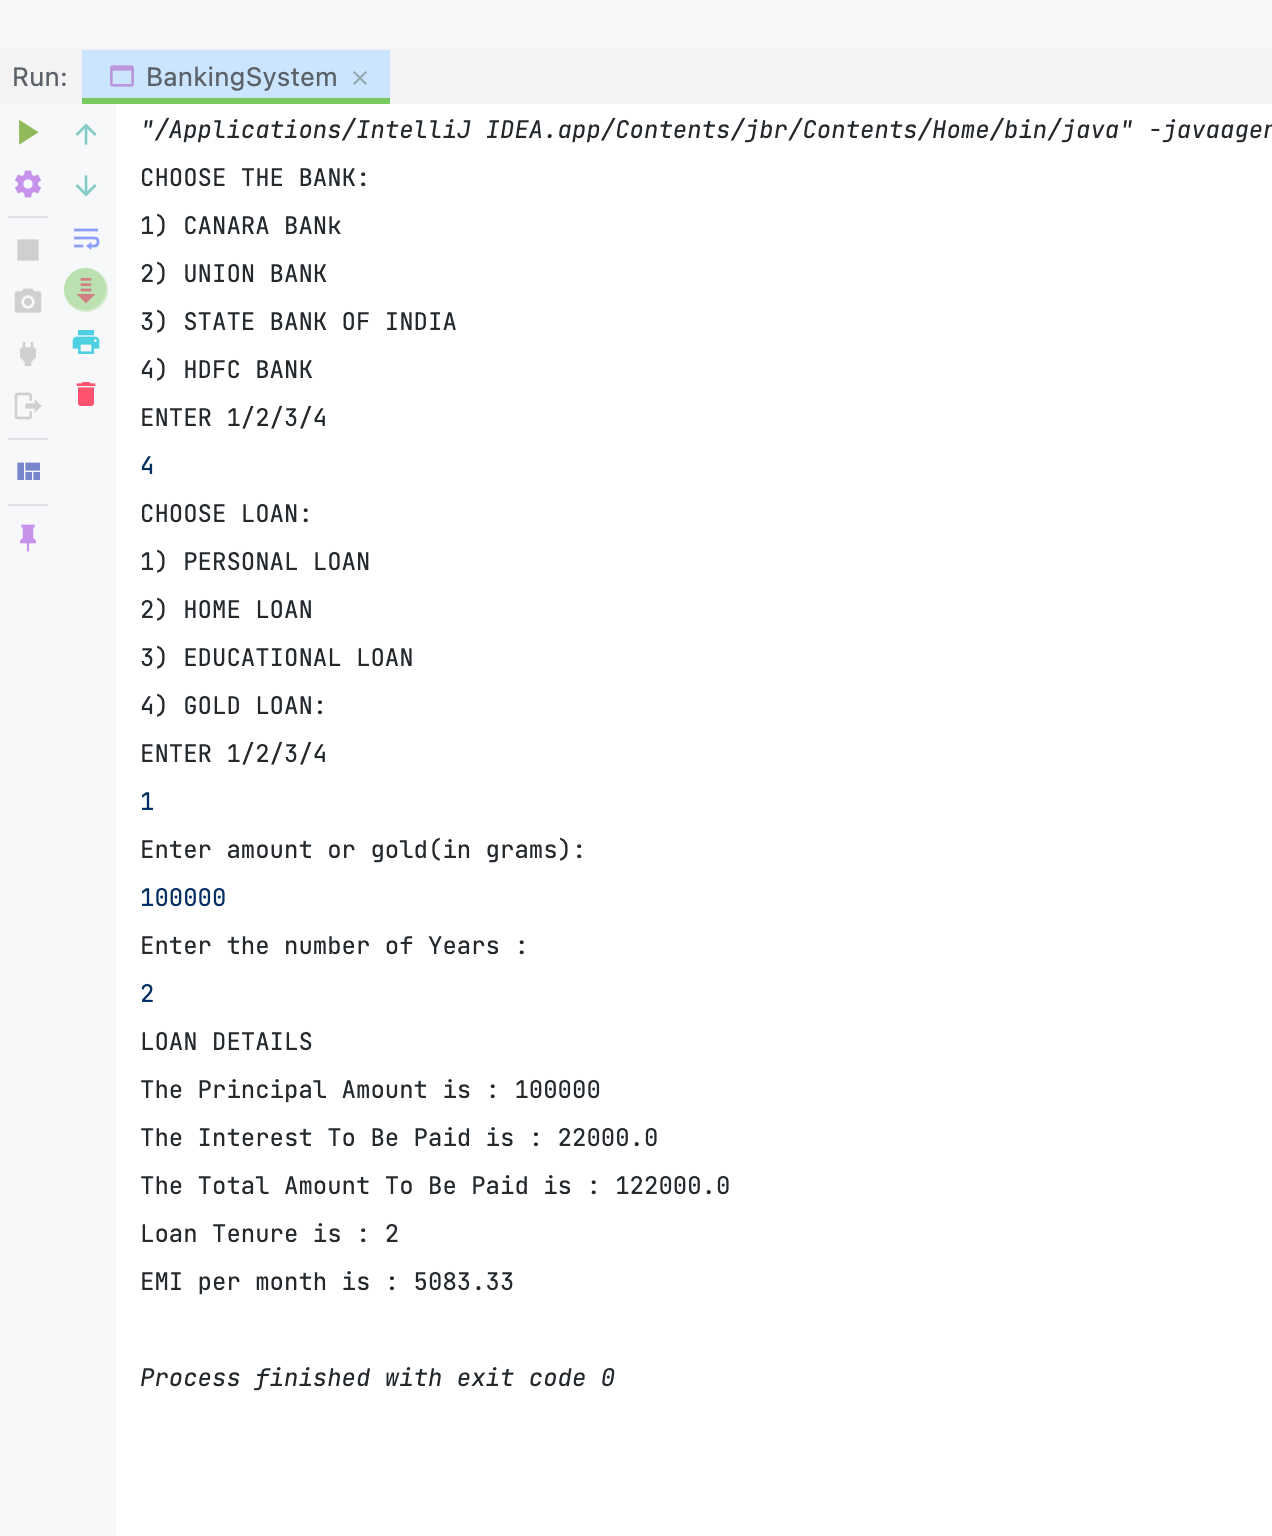 Run: BankingSystem
"/Applications/IntelliJ IDEA.app/Contents/jbr/Contents/Home/bin/java" -javaagen
CHOOSE THE BANK:
1) CANARA BANk
2) UNION BANK
3) STATE BANK OF INDIA
4) HDFC BANK
ENTER 1/2/3/4
4
CHOOSE LOAN:
1) PERSONAL LOAN
2) HOME LOAN
3) EDUCATIONAL LOAN
4) GOLD LOAN:
ENTER 1/2/3/4
1
Enter amount or gold(in grams):
100000
Enter the number of Years :
2
LOAN DETAILS
The Principal Amount is : 100000
The Interest To Be Paid is : 22000.0
The Total Amount To Be Paid is : 122000.0
Loan Tenure is : 2
EMI per month is : 5083.33
Process finished with exit code 0